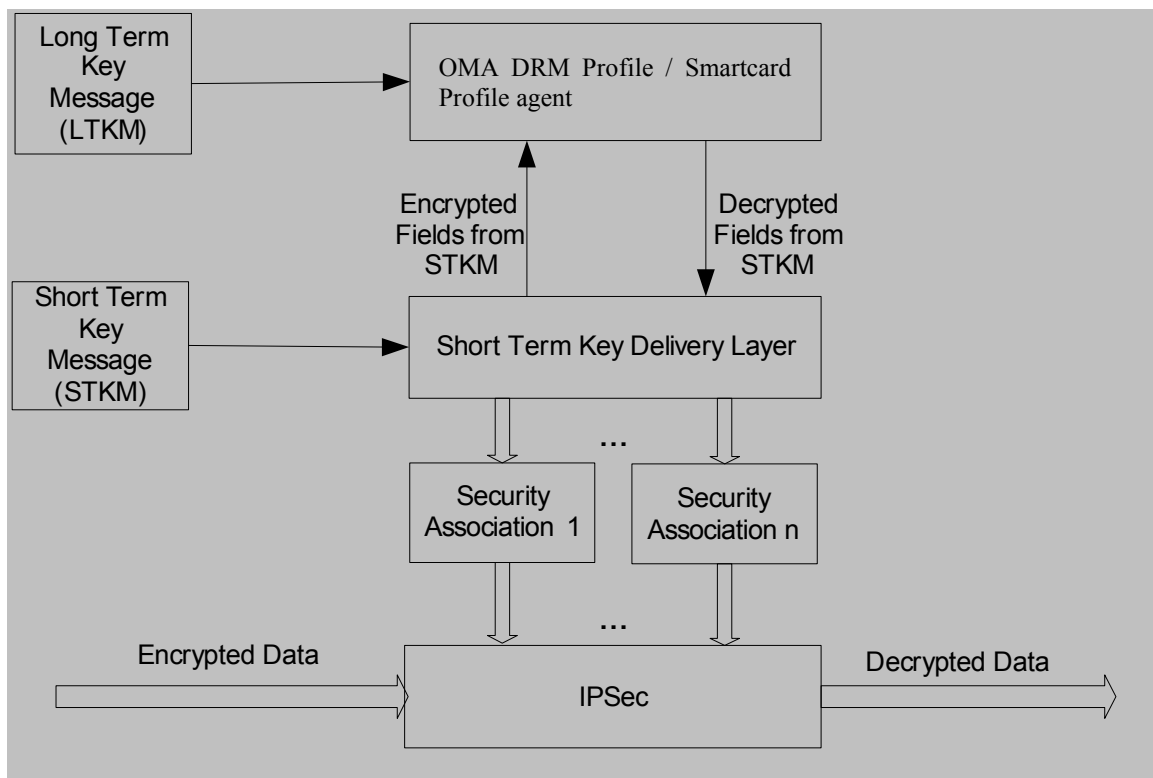 Long Term
Key
Message
(LTKM)
OMA DRM Profile / Smartcard
Profile agent
Encrypted
Fields from
STKM
Decrypted
Fields from
STKM
Short Term
Key
Message
(STKM)
Short Term Key Delivery Layer
...
Security
Association 1
Security
Association n
...
Encrypted Data
IPSec
Decrypted Data